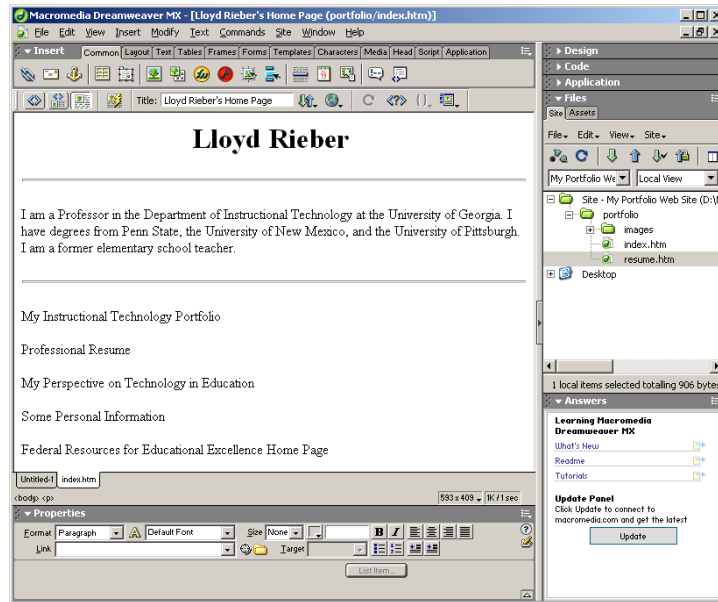 Macromedia Dreamweaver MX - [Lloyd Rieber's Home Page (portfolio/index.htm)]
File Edit View Insert Modify Text Commands Site Window Help
Insert Common Layout Text Tables Frames Forms Templates Characters Media Head Script Application
Title: Lloyd Rieber's Home Page
Lloyd Rieber
I am a Professor in the Department of Instructional Technology at the University of Georgia. I
have degrees from Penn State, the University of New Mexico, and the University of Pittsburgh.
I am a former elementary school teacher.
My Instructional Technology Portfolio
Professional Resume
My Perspective on Technology in Education
Some Personal Information
Federal Resources for Educational Excellence Home Page
Untitled-1 index.htm
<body> <p>
593 x 409 1K / 1 sec
Properties
Format Paragraph Default Font Size None B I
Link Target
List Item...
Design
Code
Application
Files
Site Assets
File Edit View Site
My Portfolio We Local View
Site - My Portfolio Web Site (D:\
portfolio
images
index.htm
resume.htm
Desktop
1 local items selected totalling 906 bytes
Answers
Learning Macromedia
Dreamweaver MX
What's New
Readme
Tutorials
Update Panel
Click Update to connect to
macromedia.com and get the latest
Update